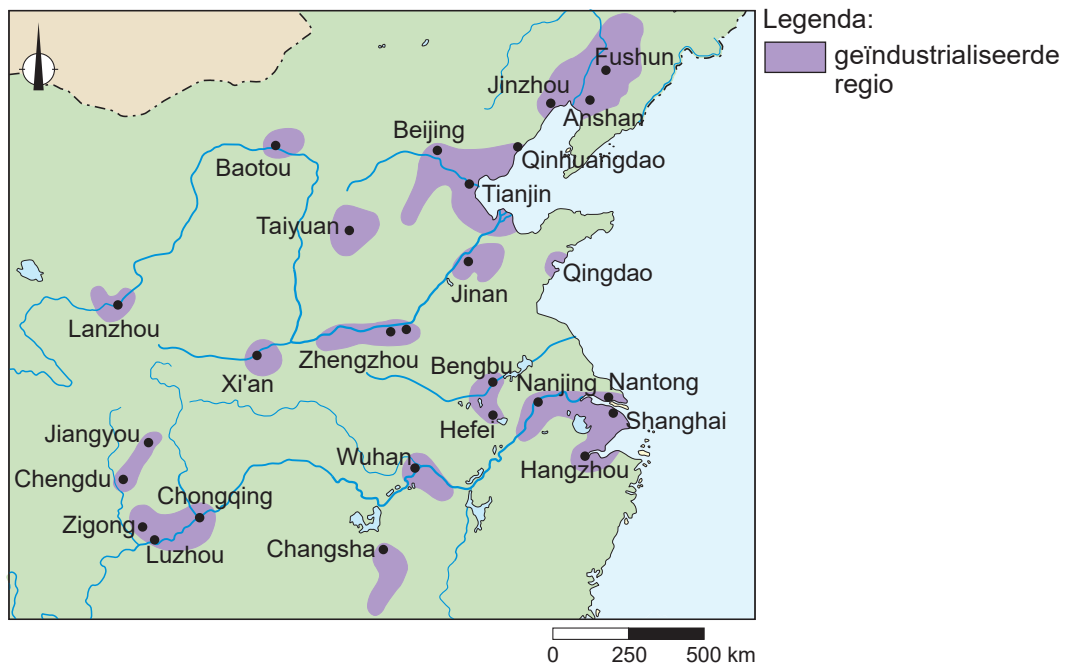 Legenda:
geïndustrialiseerde
regio
Fushun
Jinzhou
Anshan
Beijing
Qinhuangdao
Baotou
Tianjin
Taiyuan
Qingdao
Jinan
Lanzhou
Zhengzhou
Xi'an
Bengbu
Nanjing
Nantong
Hefei
Shanghai
Jiangyou
Wuhan
Hangzhou
Chengdu
Chongqing
Zigong
Luzhou
Changsha
0 250 500 km